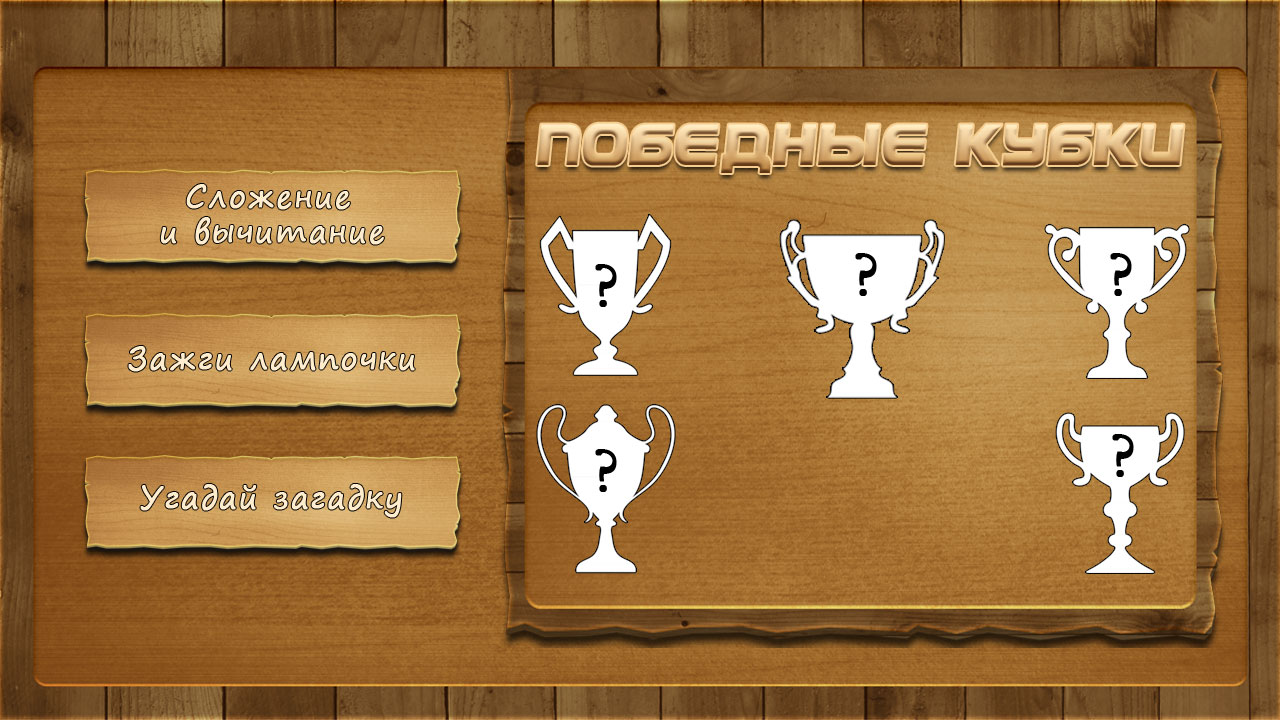 ПОБЕДНЫЕ КУБКИ
Сложение
и вычитание
Зажги лампочки
Угадай загадку
?
?
?
?
?